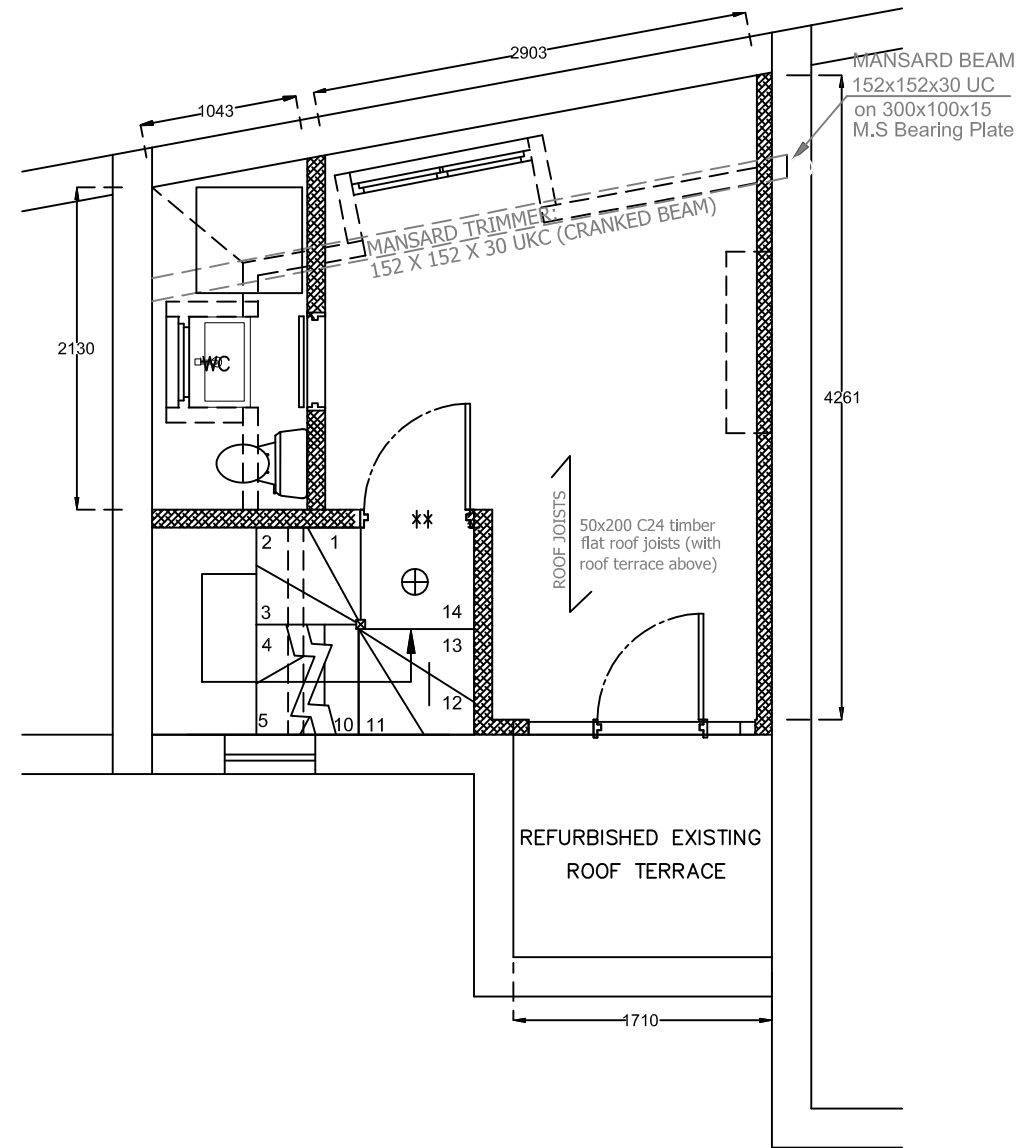 2903
1043
MANSARD BEAM
152x152x30 UC
on 300x100x15
M.S Bearing Plate
MANSARD TRIMMER:
152 X 152 X 30 UKC (CRANKED BEAM)
2130
WC
4261
ROOF JOISTS
50x200 C24 timber
flat roof joists (with
roof terrace above)
**
2
1
3
14
4
13
12
5
10
11
REFURBISHED EXISTING
ROOF TERRACE
1710